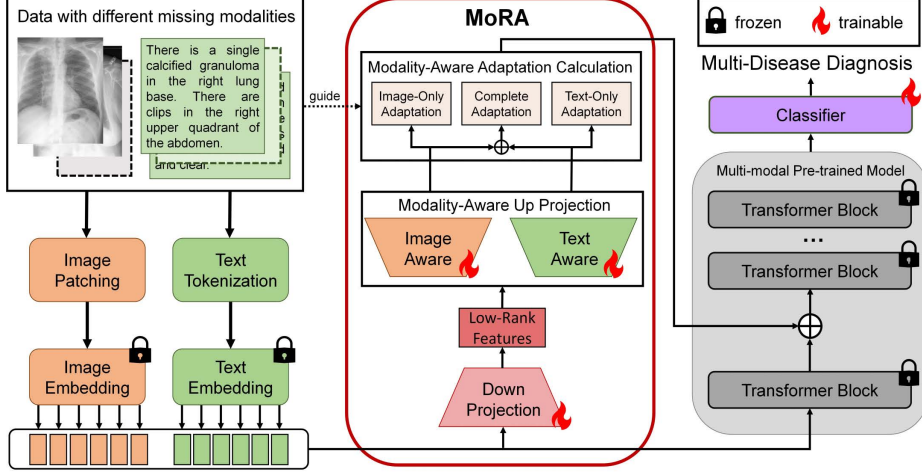 Data with different missing modalities
There is a single
calcified granuloma
in the right lung
base. There are
clips in the right
upper quadrant of
the abdomen.
and clear.
Image
Patching
Text
Tokenization
Image
Embedding
Text
Embedding
guide
MoRA
Modality-Aware Adaptation Calculation
Image-Only
Adaptation
Complete
Adaptation
Text-Only
Adaptation
Modality-Aware Up Projection
Image
Aware
Text
Aware
Low-Rank
Features
Down
Projection
frozen
trainable
Multi-Disease Diagnosis
Classifier
Multi-modal Pre-trained Model
Transformer Block
...
Transformer Block
Transformer Block